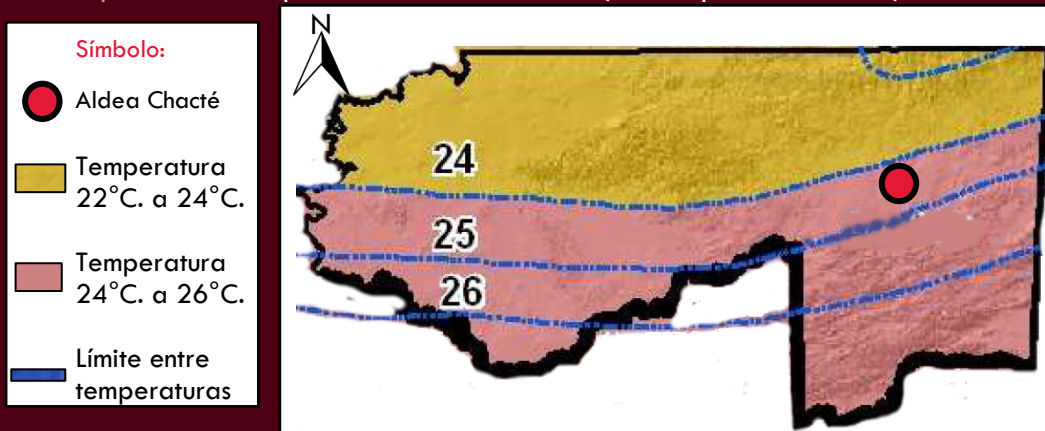 Símbolo:
Aldea Chacté
Temperatura
22°C. a 24°C.
Temperatura
24°C. a 26°C.
Límite entre
temperaturas
N
24
25
26